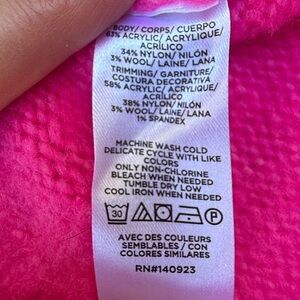 BODY/ CORPS/ CUERPO
63% ACRYLIC/ ACRYLIQUE/
ACRÍLICO
34% NYLON/ NILÓN
3% WOOL/ LAINE/ LANA
TRIMMING/ GARNITURE/
COSTURA DECORATIVA
58% ACRYLIC/ ACRYLIQUE/
ACRÍLICO
38% NYLON/ NILÓN
3% WOOL/ LAINE/ LANA
1% SPANDEX
MACHINE WASH COLD
DELICATE CYCLE WITH LIKE
COLORS
ONLY NON-CHLORINE
BLEACH WHEN NEEDED
TUMBLE DRY LOW
COOL IRON WHEN NEEDED
30 P
AVEC DES COULEURS
SEMBLABLES / CON
COLORES SIMILARES
RN#140923